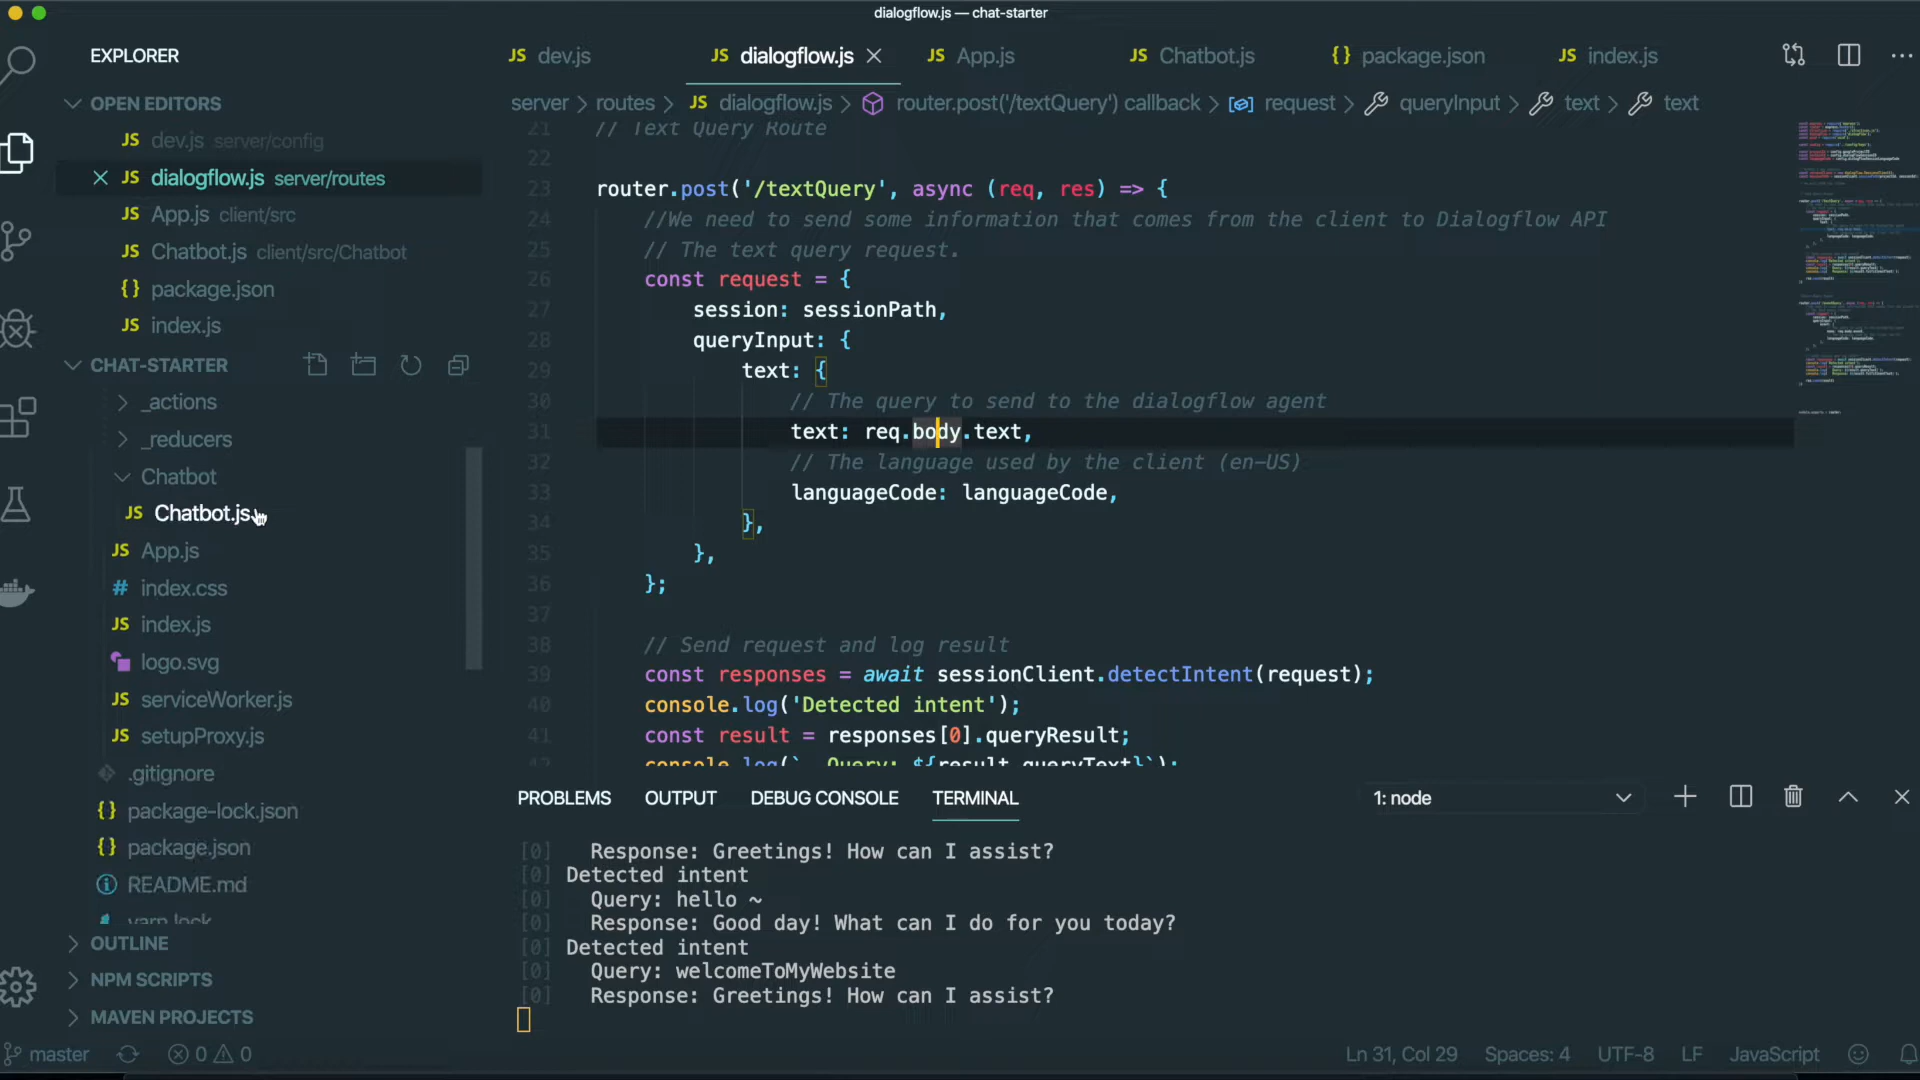 dialogflow.js — chat-starter
EXPLORER
JS dev.js
JS dialogflow.js
JS App.js
JS Chatbot.js
{} package.json
JS index.js
OPEN EDITORS
JS dev.js server/config
JS dialogflow.js server/routes
JS App.js client/src
JS Chatbot.js client/src/Chatbot
{} package.json
JS index.js
CHAT-STARTER
_actions
_reducers
Chatbot
JS Chatbot.js
JS App.js
# index.css
JS index.js
logo.svg
JS serviceWorker.js
JS setupProxy.js
.gitignore
{} package-lock.json
{} package.json
README.md
yarn.lock
OUTLINE
NPM SCRIPTS
MAVEN PROJECTS
server > routes > JS dialogflow.js > router.post('/textQuery') callback > request > queryInput > text > text
21 // Text Query Route
22
23 router.post('/textQuery', async (req, res) => {
24 //We need to send some information that comes from the client to Dialogflow API
25 // The text query request.
26 const request = {
27 session: sessionPath,
28 queryInput: {
29 text: {
30 // The query to send to the dialogflow agent
31 text: req.body.text,
32 // The language used by the client (en-US)
33 languageCode: languageCode,
34 },
35 },
36 };
37
38 // Send request and log result
39 const responses = await sessionClient.detectIntent(request);
40 console.log('Detected intent');
41 const result = responses[0].queryResult;
42 console.log(`  Query: ${result.queryText}`);
PROBLEMS OUTPUT DEBUG CONSOLE TERMINAL
1: node
[0] Response: Greetings! How can I assist?
[0] Detected intent
[0] Query: hello ~
[0] Response: Good day! What can I do for you today?
[0] Detected intent
[0] Query: welcomeToMyWebsite
[0] Response: Greetings! How can I assist?
master 0 0
Ln 31, Col 29 Spaces: 4 UTF-8 LF JavaScript